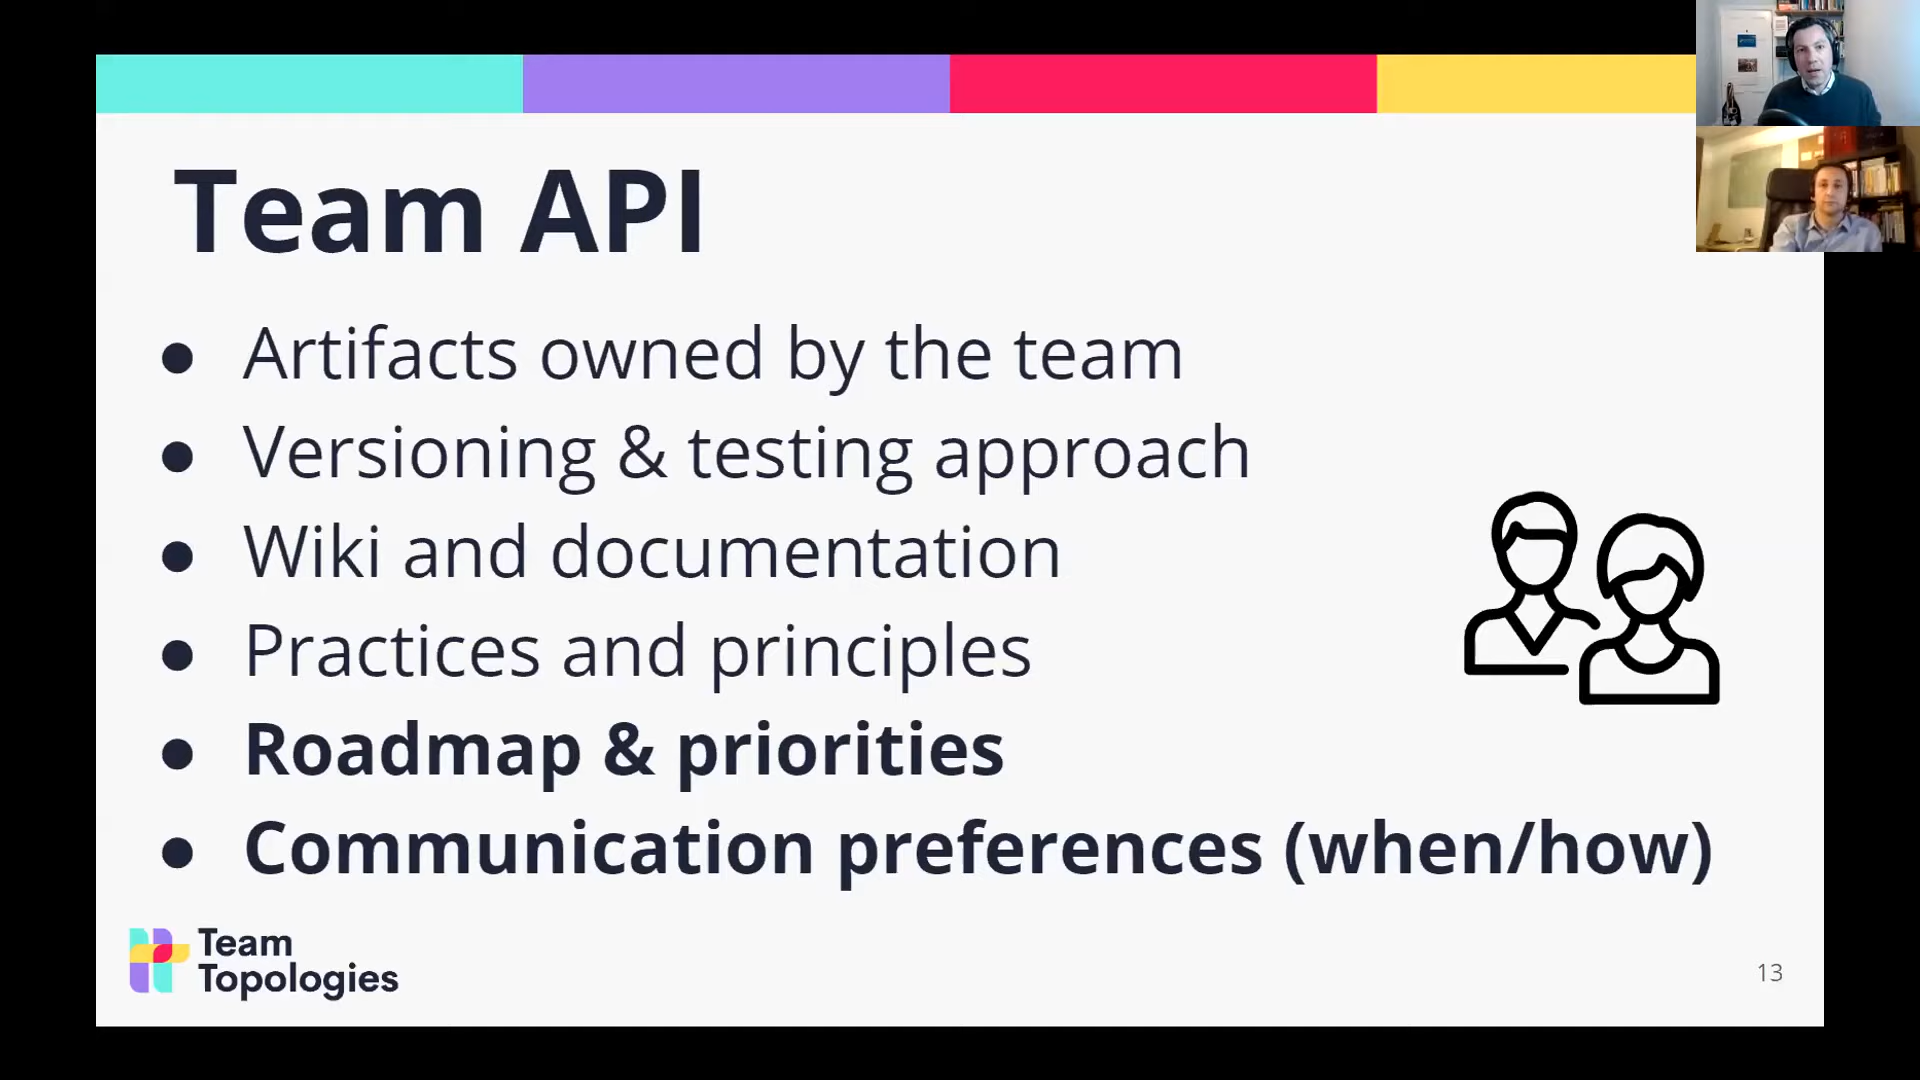 Team API
● Artifacts owned by the team
● Versioning & testing approach
● Wiki and documentation
● Practices and principles
● Roadmap & priorities
● Communication preferences (when/how)
Team
Topologies
13